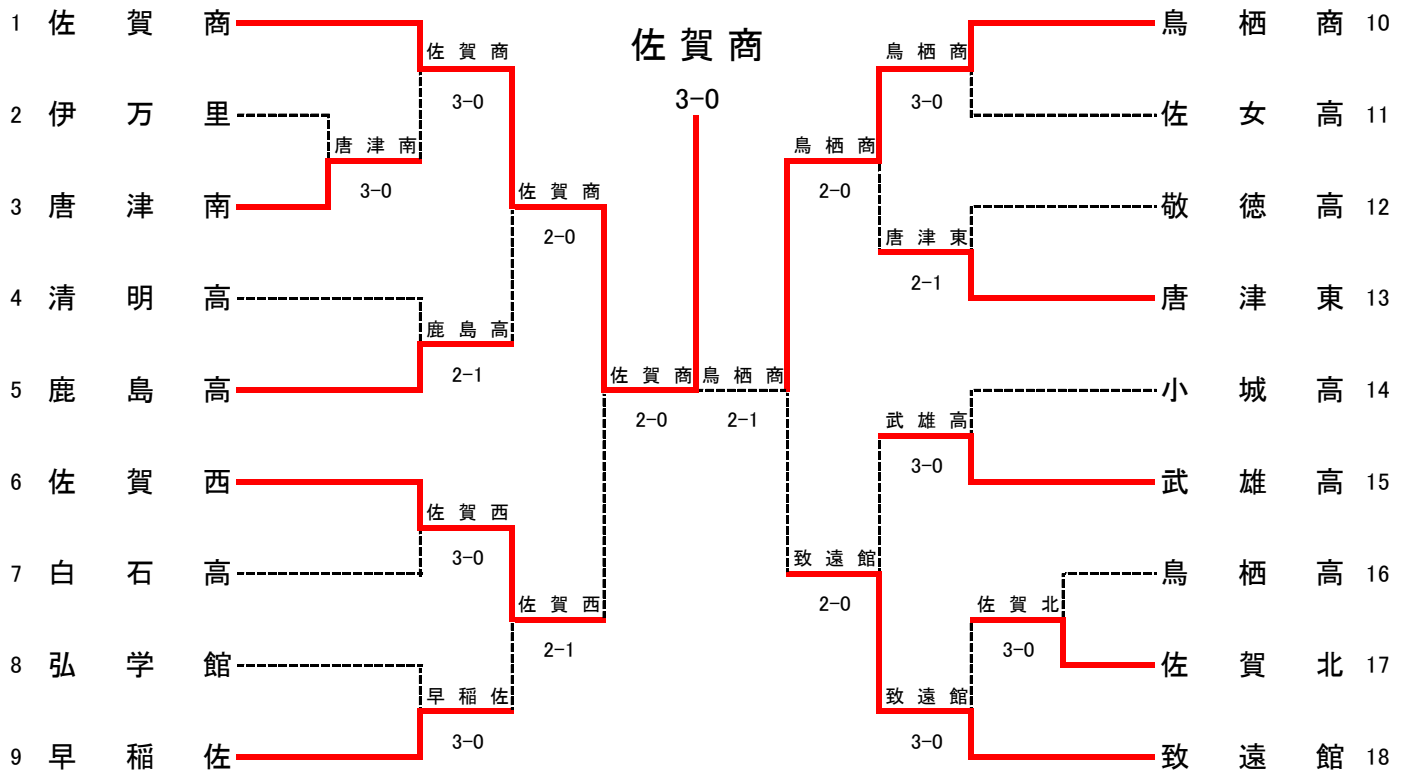 佐賀商
3-0
1 佐賀商
2 伊万里
3 唐津南
4 清明高
5 鹿島高
6 佐賀西
7 白石高
8 弘学館
9 早稲佐
唐津南
3-0
佐賀商
3-0
鹿島高
2-1
佐賀西
3-0
早稲佐
3-0
佐賀商
2-0
佐賀西
2-1
佐賀商
2-0
鳥栖商
2-1
鳥栖商
2-0
致遠館
2-0
鳥栖商
3-0
唐津東
2-1
武雄高
3-0
致遠館
3-0
佐賀北
3-0
鳥栖商 10
佐女高 11
敬徳高 12
唐津東 13
小城高 14
武雄高 15
鳥栖高 16
佐賀北 17
致遠館 18